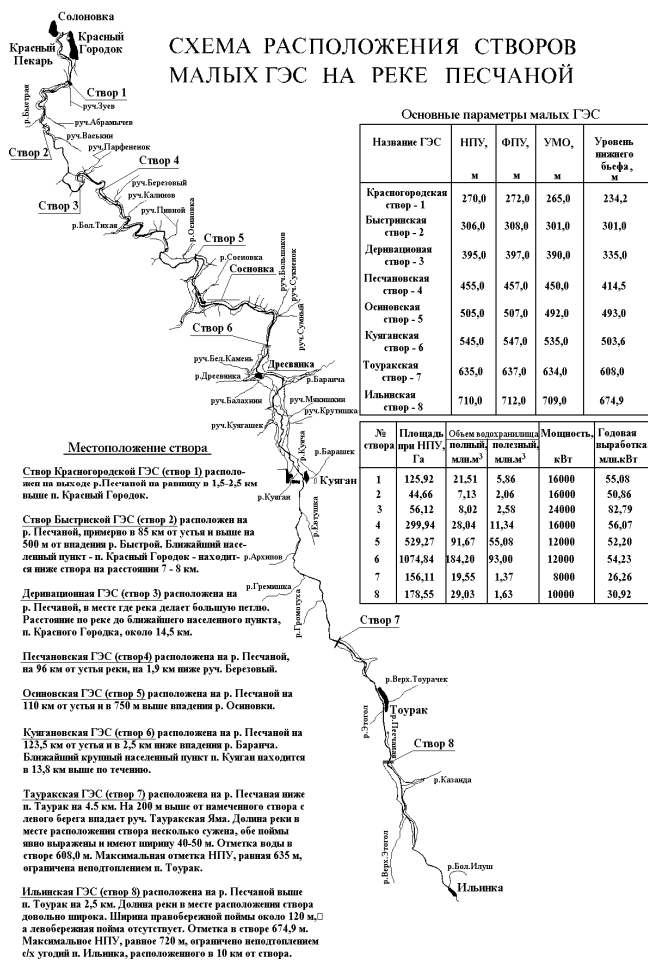 СХЕМА РАСПОЛОЖЕНИЯ СТВОРОВ
МАЛЫХ ГЭС НА РЕКЕ ПЕСЧАНОЙ
Солоновка
Красный Городок
Красный Пекарь
Створ 1
руч.Зуев
р.Быстрая
руч.Абрамычев
руч.Васькин
Створ 2
руч.Парфененок
Створ 4
руч.Березовый
руч.Калинов
Створ 3
руч.Пивной
р.Бол.Тихая
р.Осиновка
Створ 5
р.Сосновка
Сосновка
руч.Большаков
руч.Сукненок
руч.Сумный
Створ 6
руч.Бел.Камень
Дресвянка
р.Дресвянка
р.Баранча
руч.Балахнин
руч.Мякишкин
руч.Крутишка
руч.Куягашек
р.Куяча
р.Барашек
Куяган
р.Куяган
р.Евтушка
р.Архипов
р.Гремишка
р.Громотуха
Створ 7
р.Верх.Тоурачек
Тоурак
р.Этогол
р.Песчаная
Створ 8
р.Казанда
р.Верх.Этогол
р.Бол.Илуш
Ильинка
Основные параметры малых ГЭС
Название ГЭС НПУ, м ФПУ, м УМО, м Уровень нижнего бьефа, м
Красногородская створ - 1 270,0 272,0 265,0 234,2
Быстринская створ - 2 306,0 308,0 301,0 301,0
Деривационая створ - 3 395,0 397,0 390,0 335,0
Песчановская створ - 4 455,0 457,0 450,0 414,5
Осиновская створ - 5 505,0 507,0 492,0 493,0
Куяганская створ - 6 545,0 547,0 535,0 503,6
Тоуракская створ - 7 635,0 637,0 634,0 608,0
Ильинская створ - 8 710,0 712,0 709,0 674,9
№ створа Площадь при НПУ, Га Объем водохранилища полный, млн.м³ полезный, млн.м³ Мощность, кВт Годовая выработка млн.кВт
1 125,92 21,51 5,86 16000 55,08
2 44,66 7,13 2,06 16000 50,86
3 56,12 8,02 2,58 24000 82,79
4 299,94 28,04 11,34 16000 56,07
5 529,27 91,67 55,08 12000 52,20
6 1074,84 184,20 93,00 12000 54,23
7 156,11 19,55 1,37 8000 26,26
8 178,55 29,03 1,63 10000 30,92
Местоположение створа
Створ Красногородской ГЭС (створ 1) располо-
жен на выходе р.Песчаной на равнину в 1,5-2,5 км
выше п. Красный Городок.
Створ Быстриской ГЭС (створ 2) расположен на
р. Песчаной, примерно в 85 км от устья и выше на
500 м от впадения р. Быстрой. Ближайший насе-
ленный пункт - п. Красный Городок - находит-
ся ниже створа на расстоянии 7 - 8 км.
Деривационная ГЭС (створ 3) расположена на
р. Песчаной, в месте где река делает большую петлю.
Расстояние по реке до ближайшего населенного пункта,
п. Красного Городка, около 14,5 км.
Песчановская ГЭС (створ4) расположена на р. Песчаной,
на 96 км от устья реки, на 1,9 км ниже руч. Березовый.
Осиновская ГЭС (створ 5) расположена на р. Песчаной на
110 км от устья и в 750 м выше впадения р. Осиновки.
Куягановская ГЭС (створ 6) расположена на р. Песчаной на
123,5 км от устья и в 2,5 км ниже впадения р. Баранча.
Ближайший крупный населенный пункт п. Куяган находится
в 13,8 км выше по течению.
Тауракская ГЭС (створ 7) расположена на р. Песчаная ниже
п. Таурак на 4.5 км. На 200 м выше от намеченного створа с
левого берега впадает руч. Тауракская Яма. Долина реки в
месте расположения створа несколько сужена, обе поймы
явно выражены и имеют ширину 40-50 м. Отметка воды в
створе 608,0 м. Максимальная отметка НПУ, равная 635 м,
ограничена неподтоплением п. Тоурак.
Ильинская ГЭС (створ 8) расположена на р. Песчаной выше
п. Тоурак на 2,5 км. Долина реки в месте расположения створа
довольно широка. Ширина правобережной поймы около 120 м,
а левобережная пойма отсутствует. Отметка в створе 674,9 м.
Максимальное НПУ, равное 720 м, ограничено неподтоплением
с/х угодий п. Ильинка, расположенного в 10 км от створа.